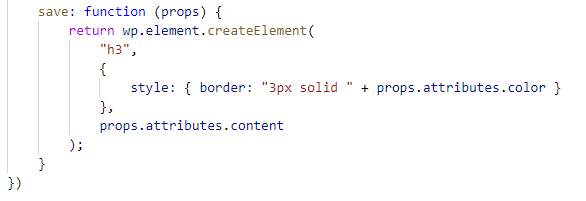 save: function (props) {
return wp.element.createElement(
"h3",
{
style: { border: "3px solid " + props.attributes.color }
},
props.attributes.content
);
}
})